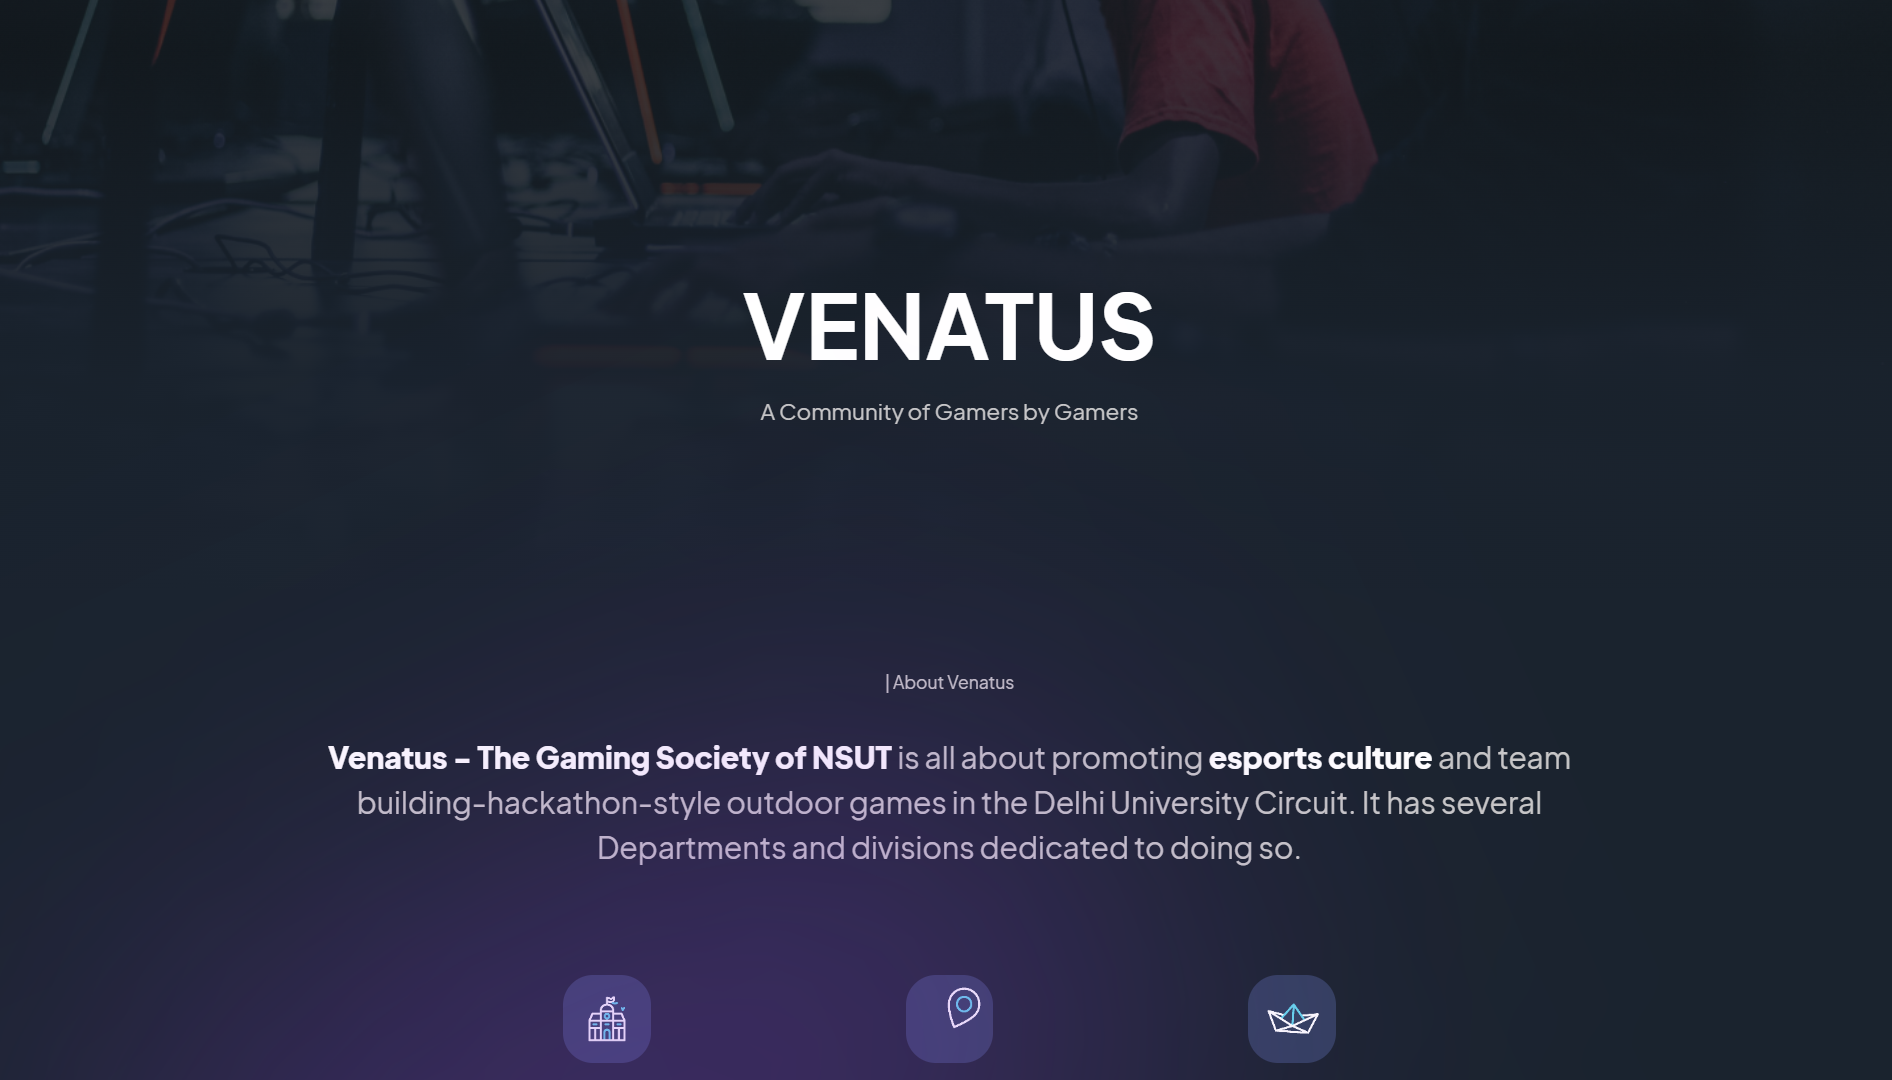 VENATUS
A Community of Gamers by Gamers
| About Venatus
Venatus – The Gaming Society of NSUT is all about promoting esports culture and team
building-hackathon-style outdoor games in the Delhi University Circuit. It has several
Departments and divisions dedicated to doing so.